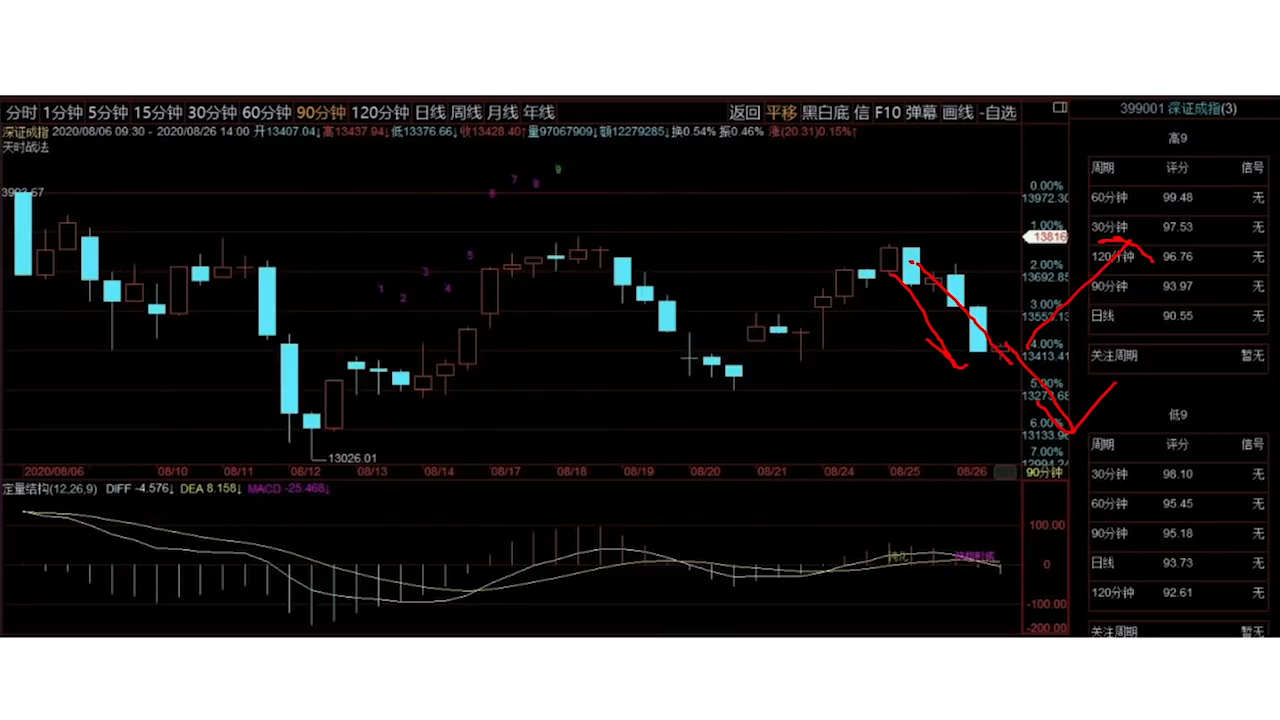 分时 1分钟 5分钟 15分钟 30分钟 60分钟 90分钟 120分钟 日线 周线 月线 年线 返回 平移 黑白底 信 F10 弹幕 画线 -自选
深证成指 2020/08/06 09:30 - 2020/08/26 14:00 开13407.04↓ 高13437.94↓ 低13376.66↓ 收13428.40↑ 量97067909↓ 额12279285↓ 换0.54% 振0.46% 涨(20.31)0.15%↑
天时战法
1 2 3 4 5 6 7 8 9
0.00%
13972.30
1.00%
13816
2.00%
13692.85
3.00%
4.00%
13413.41
5.00%
6.00%
13133.96
7.00%
13026.01
2020/08/06 08/10 08/11 08/12 08/13 08/14 08/17 08/18 08/19 08/20 08/21 08/24 08/25 08/26 90分钟
定量结构(12,26,9) DIFF -4.576↓ DEA 8.158↓ MACD -25.468↓
100.00
0
-100.00
-200.00
399001 深证成指(3)
高9
周期 评分 信号
60分钟 99.48 无
30分钟 97.53 无
120分钟 96.76 无
90分钟 93.97 无
日线 90.55 无
关注周期 暂无
低9
周期 评分 信号
30分钟 98.10 无
60分钟 95.45 无
90分钟 95.18 无
日线 93.73 无
120分钟 92.61 无
关注周期 暂无